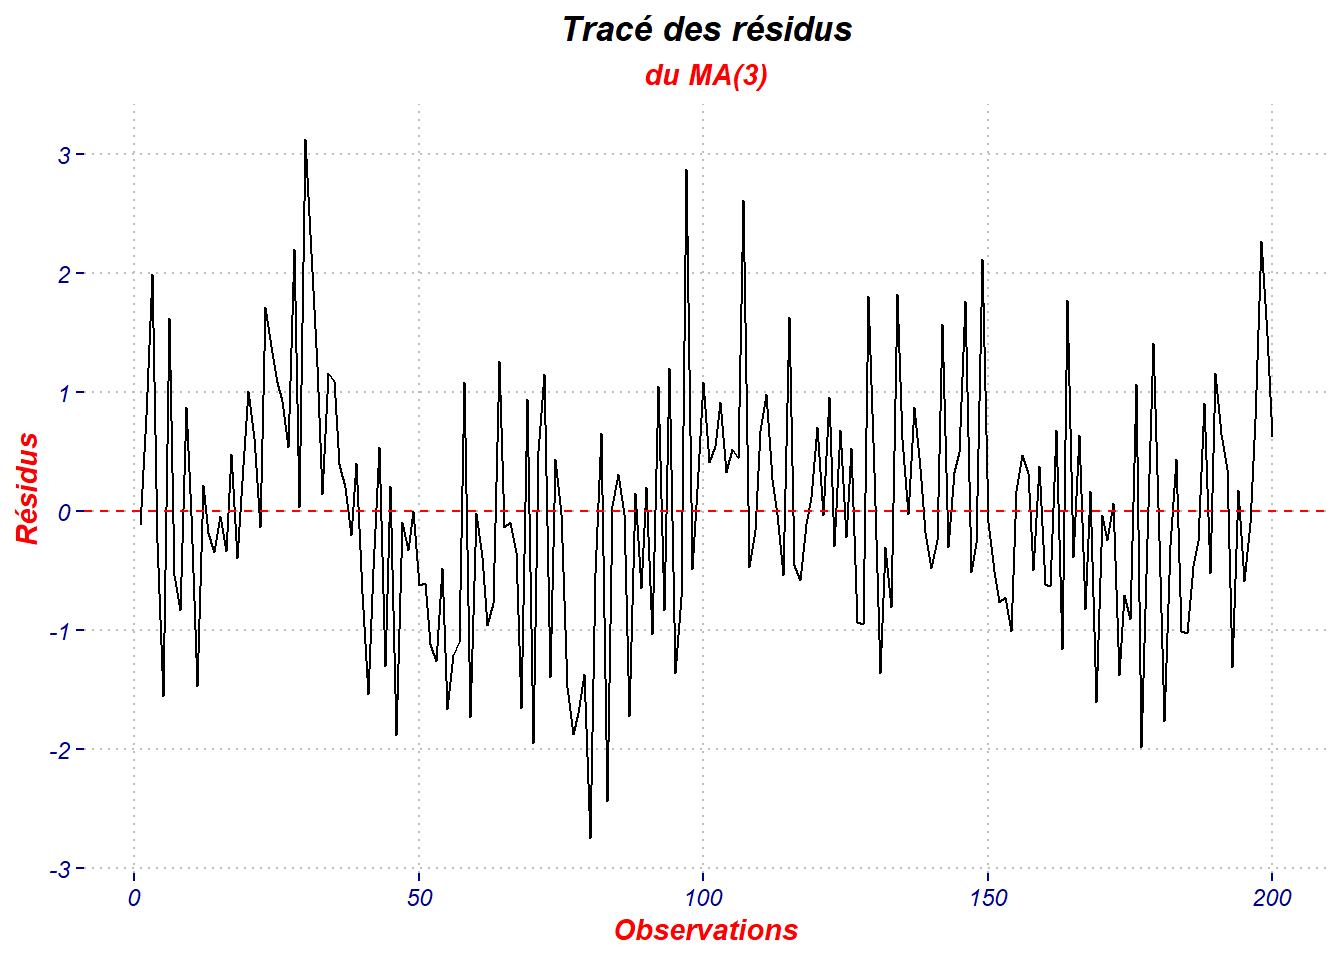 Tracé des résidus
du MA(3)
Résidus
3
2
1
0
-1
-2
-3
0 50 100 150 200
Observations